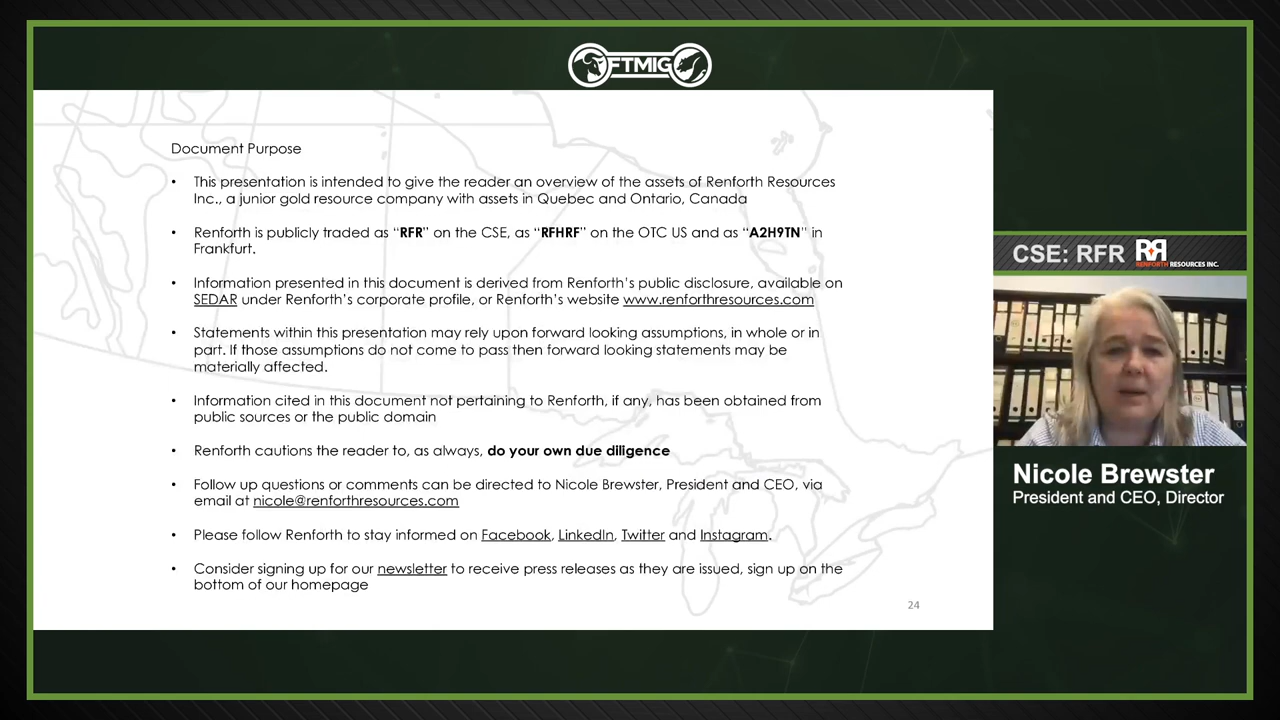 FTMIG
Document Purpose
• This presentation is intended to give the reader an overview of the assets of Renforth Resources
Inc., a junior gold resource company with assets in Quebec and Ontario, Canada
• Renforth is publicly traded as “RFR” on the CSE, as “RFHRF” on the OTC US and as “A2H9TN” in
Frankfurt.
• Information presented in this document is derived from Renforth’s public disclosure, available on
SEDAR under Renforth’s corporate profile, or Renforth’s website www.renforthresources.com
• Statements within this presentation may rely upon forward looking assumptions, in whole or in
part. If those assumptions do not come to pass then forward looking statements may be
materially affected.
• Information cited in this document not pertaining to Renforth, if any, has been obtained from
public sources or the public domain
• Renforth cautions the reader to, as always, do your own due diligence
• Follow up questions or comments can be directed to Nicole Brewster, President and CEO, via
email at nicole@renforthresources.com
• Please follow Renforth to stay informed on Facebook, LinkedIn, Twitter and Instagram.
• Consider signing up for our newsletter to receive press releases as they are issued, sign up on the
bottom of our homepage
24
CSE: RFR
RENFORTH RESOURCES INC.
Nicole Brewster
President and CEO, Director